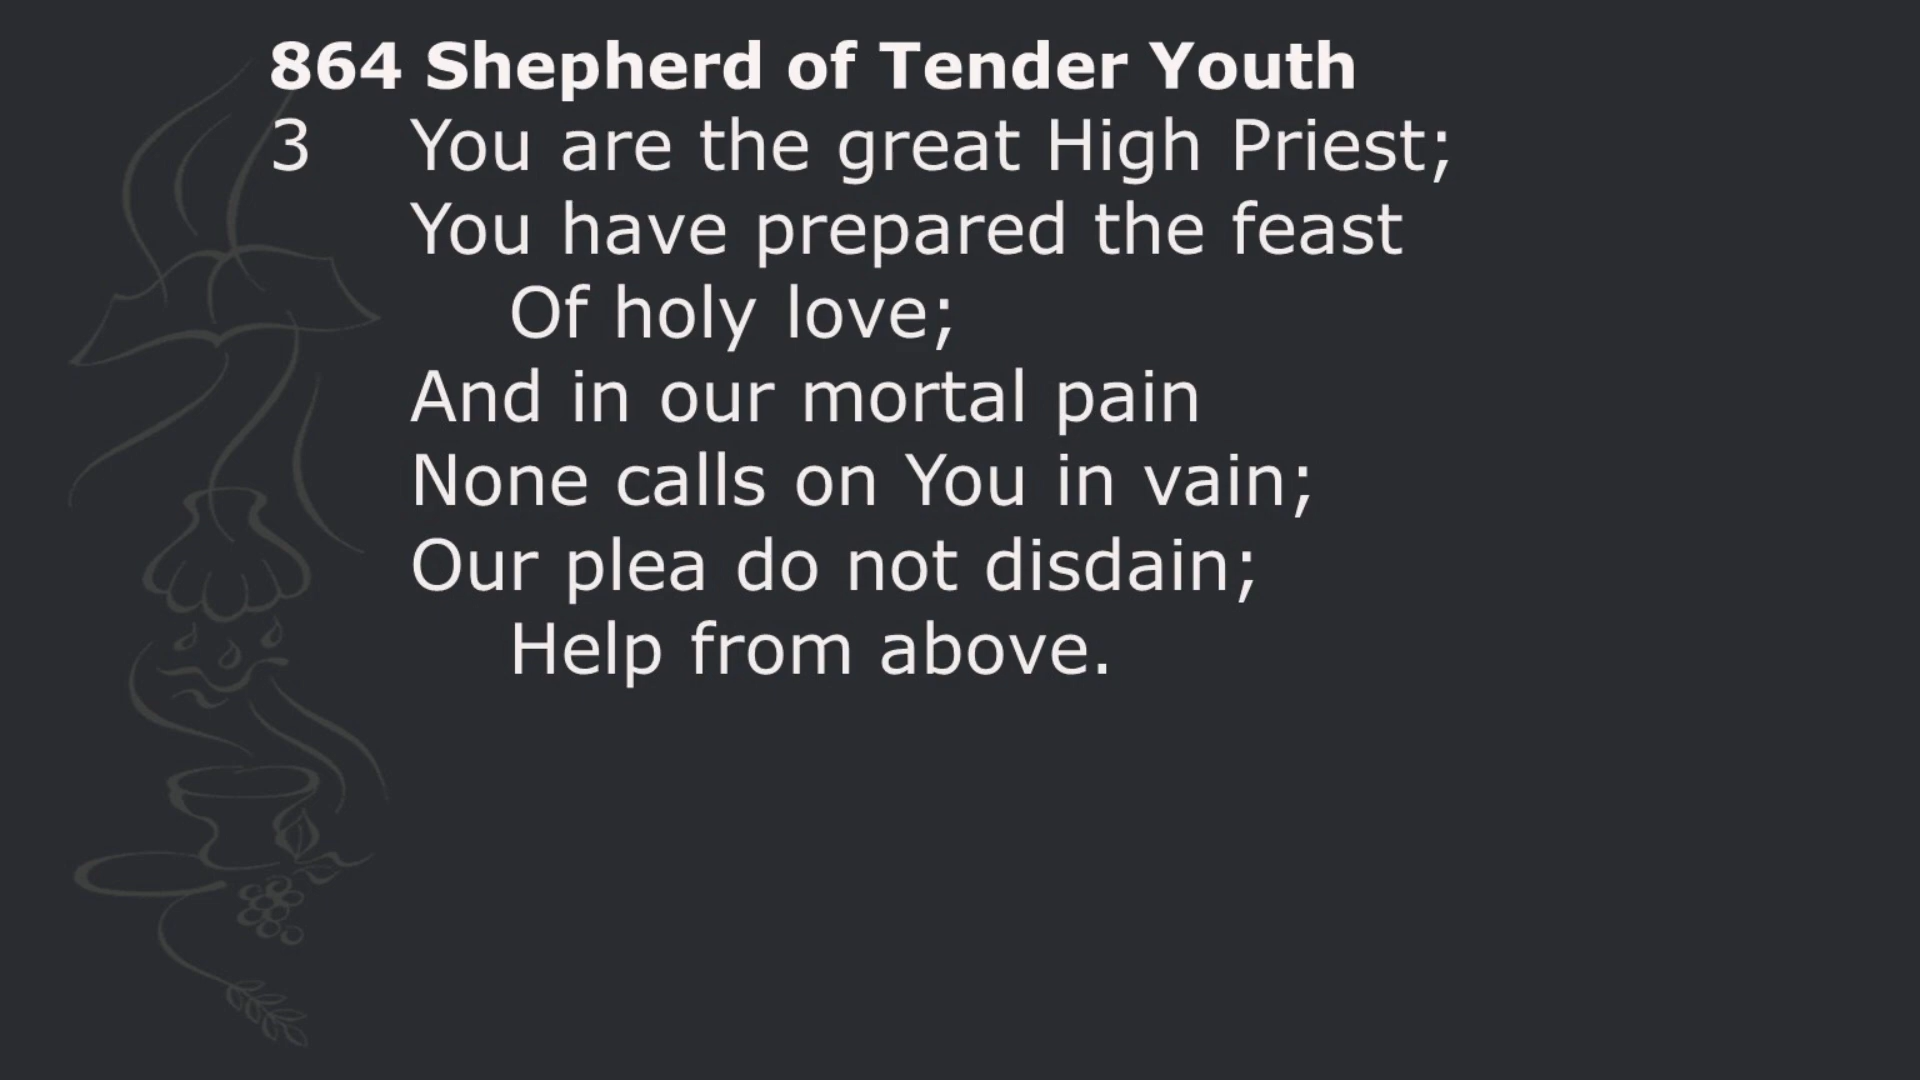 864 Shepherd of Tender Youth
3 You are the great High Priest;
You have prepared the feast
Of holy love;
And in our mortal pain
None calls on You in vain;
Our plea do not disdain;
Help from above.